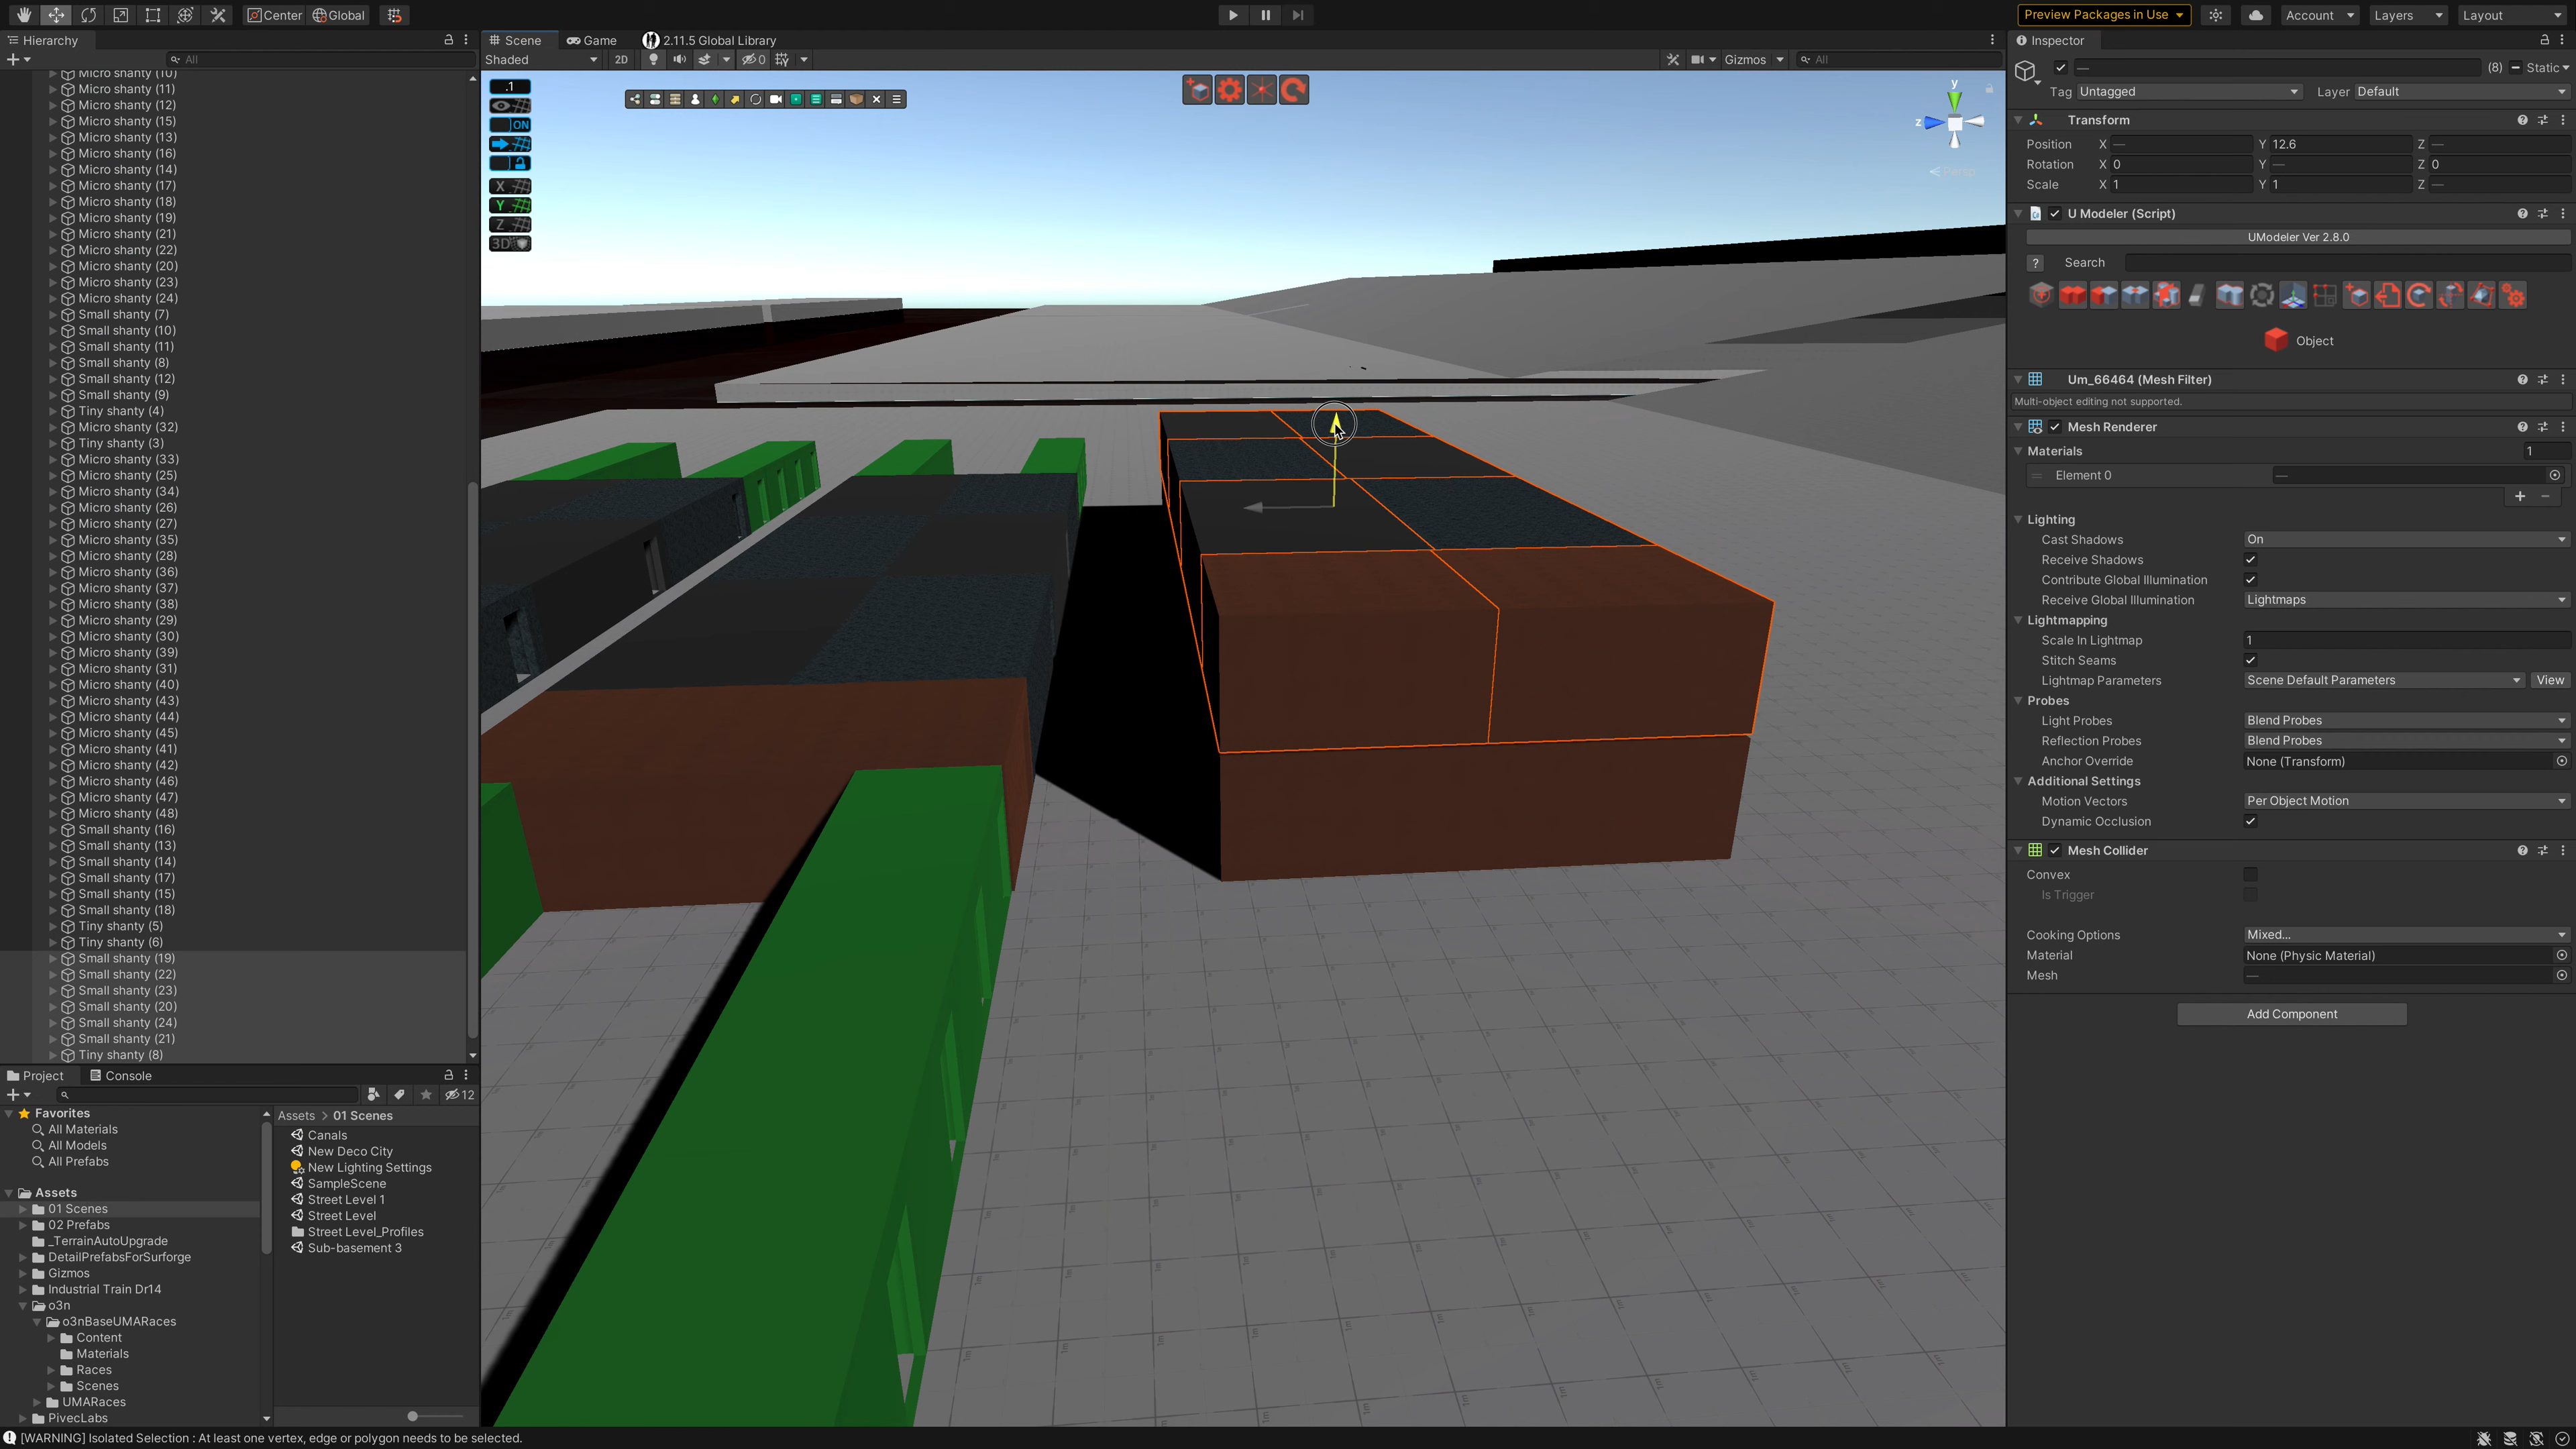 Center Global
Preview Packages in Use Account Layers Layout
Hierarchy
All
Micro shanty (10)
Micro shanty (11)
Micro shanty (12)
Micro shanty (15)
Micro shanty (13)
Micro shanty (16)
Micro shanty (14)
Micro shanty (17)
Micro shanty (18)
Micro shanty (19)
Micro shanty (21)
Micro shanty (22)
Micro shanty (20)
Micro shanty (23)
Micro shanty (24)
Small shanty (7)
Small shanty (10)
Small shanty (11)
Small shanty (8)
Small shanty (12)
Small shanty (9)
Tiny shanty (4)
Micro shanty (32)
Tiny shanty (3)
Micro shanty (33)
Micro shanty (25)
Micro shanty (34)
Micro shanty (26)
Micro shanty (27)
Micro shanty (35)
Micro shanty (28)
Micro shanty (36)
Micro shanty (37)
Micro shanty (38)
Micro shanty (29)
Micro shanty (30)
Micro shanty (39)
Micro shanty (31)
Micro shanty (40)
Micro shanty (43)
Micro shanty (44)
Micro shanty (45)
Micro shanty (41)
Micro shanty (42)
Micro shanty (46)
Micro shanty (47)
Micro shanty (48)
Small shanty (16)
Small shanty (13)
Small shanty (14)
Small shanty (17)
Small shanty (15)
Small shanty (18)
Tiny shanty (5)
Tiny shanty (6)
Small shanty (19)
Small shanty (22)
Small shanty (23)
Small shanty (20)
Small shanty (24)
Small shanty (21)
Tiny shanty (8)
Scene Game 2.11.5 Global Library
Shaded 2D 0 Gizmos All
.1
ON
X
Y
Z
3D
y
z
Persp
Project Console
12
Favorites
All Materials
All Models
All Prefabs
Assets
01 Scenes
02 Prefabs
_TerrainAutoUpgrade
DetailPrefabsForSurforge
Gizmos
Industrial Train Dr14
o3n
o3nBaseUMARaces
Content
Materials
Races
Scenes
UMARaces
PivecLabs
Assets > 01 Scenes
Canals
New Deco City
New Lighting Settings
SampleScene
Street Level 1
Street Level
Street Level_Profiles
Sub-basement 3
Inspector
— (8) Static
Tag Untagged Layer Default
Transform
Position X — Y 12.6 Z —
Rotation X 0 Y — Z 0
Scale X 1 Y 1 Z —
U Modeler (Script)
UModeler Ver 2.8.0
? Search
Object
Um_66464 (Mesh Filter)
Multi-object editing not supported.
Mesh Renderer
Materials 1
Element 0 —
Lighting
Cast Shadows On
Receive Shadows
Contribute Global Illumination
Receive Global Illumination Lightmaps
Lightmapping
Scale In Lightmap 1
Stitch Seams
Lightmap Parameters Scene Default Parameters View
Probes
Light Probes Blend Probes
Reflection Probes Blend Probes
Anchor Override None (Transform)
Additional Settings
Motion Vectors Per Object Motion
Dynamic Occlusion
Mesh Collider
Convex
Is Trigger
Cooking Options Mixed...
Material None (Physic Material)
Mesh —
Add Component
[WARNING] Isolated Selection : At least one vertex, edge or polygon needs to be selected.